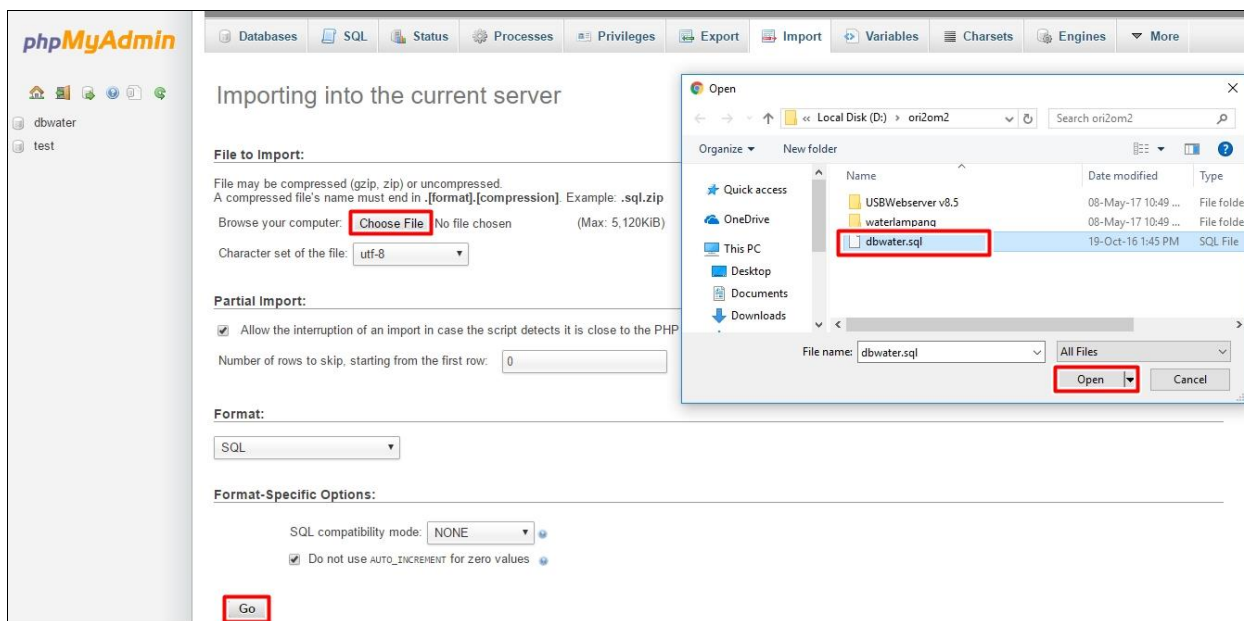 phpMyAdmin
dbwater
test
Databases SQL Status Processes Privileges Export Import Variables Charsets Engines More
Importing into the current server
File to Import:
File may be compressed (gzip, zip) or uncompressed.
A compressed file's name must end in .[format].[compression]. Example: .sql.zip
Browse your computer: Choose File No file chosen (Max: 5,120KiB)
Character set of the file: utf-8
Partial Import:
Allow the interruption of an import in case the script detects it is close to the PHP
Number of rows to skip, starting from the first row: 0
Format:
SQL
Format-Specific Options:
SQL compatibility mode: NONE
Do not use AUTO_INCREMENT for zero values
Go
Open
« Local Disk (D:) › ori2om2 Search ori2om2
Organize New folder
Quick access
OneDrive
This PC
Desktop
Documents
Downloads
Name Date modified Type
USBWebserver v8.5 08-May-17 10:49 ... File folde
waterlampang 08-May-17 10:49 ... File folde
dbwater.sql 19-Oct-16 1:45 PM SQL File
File name: dbwater.sql All Files
Open Cancel